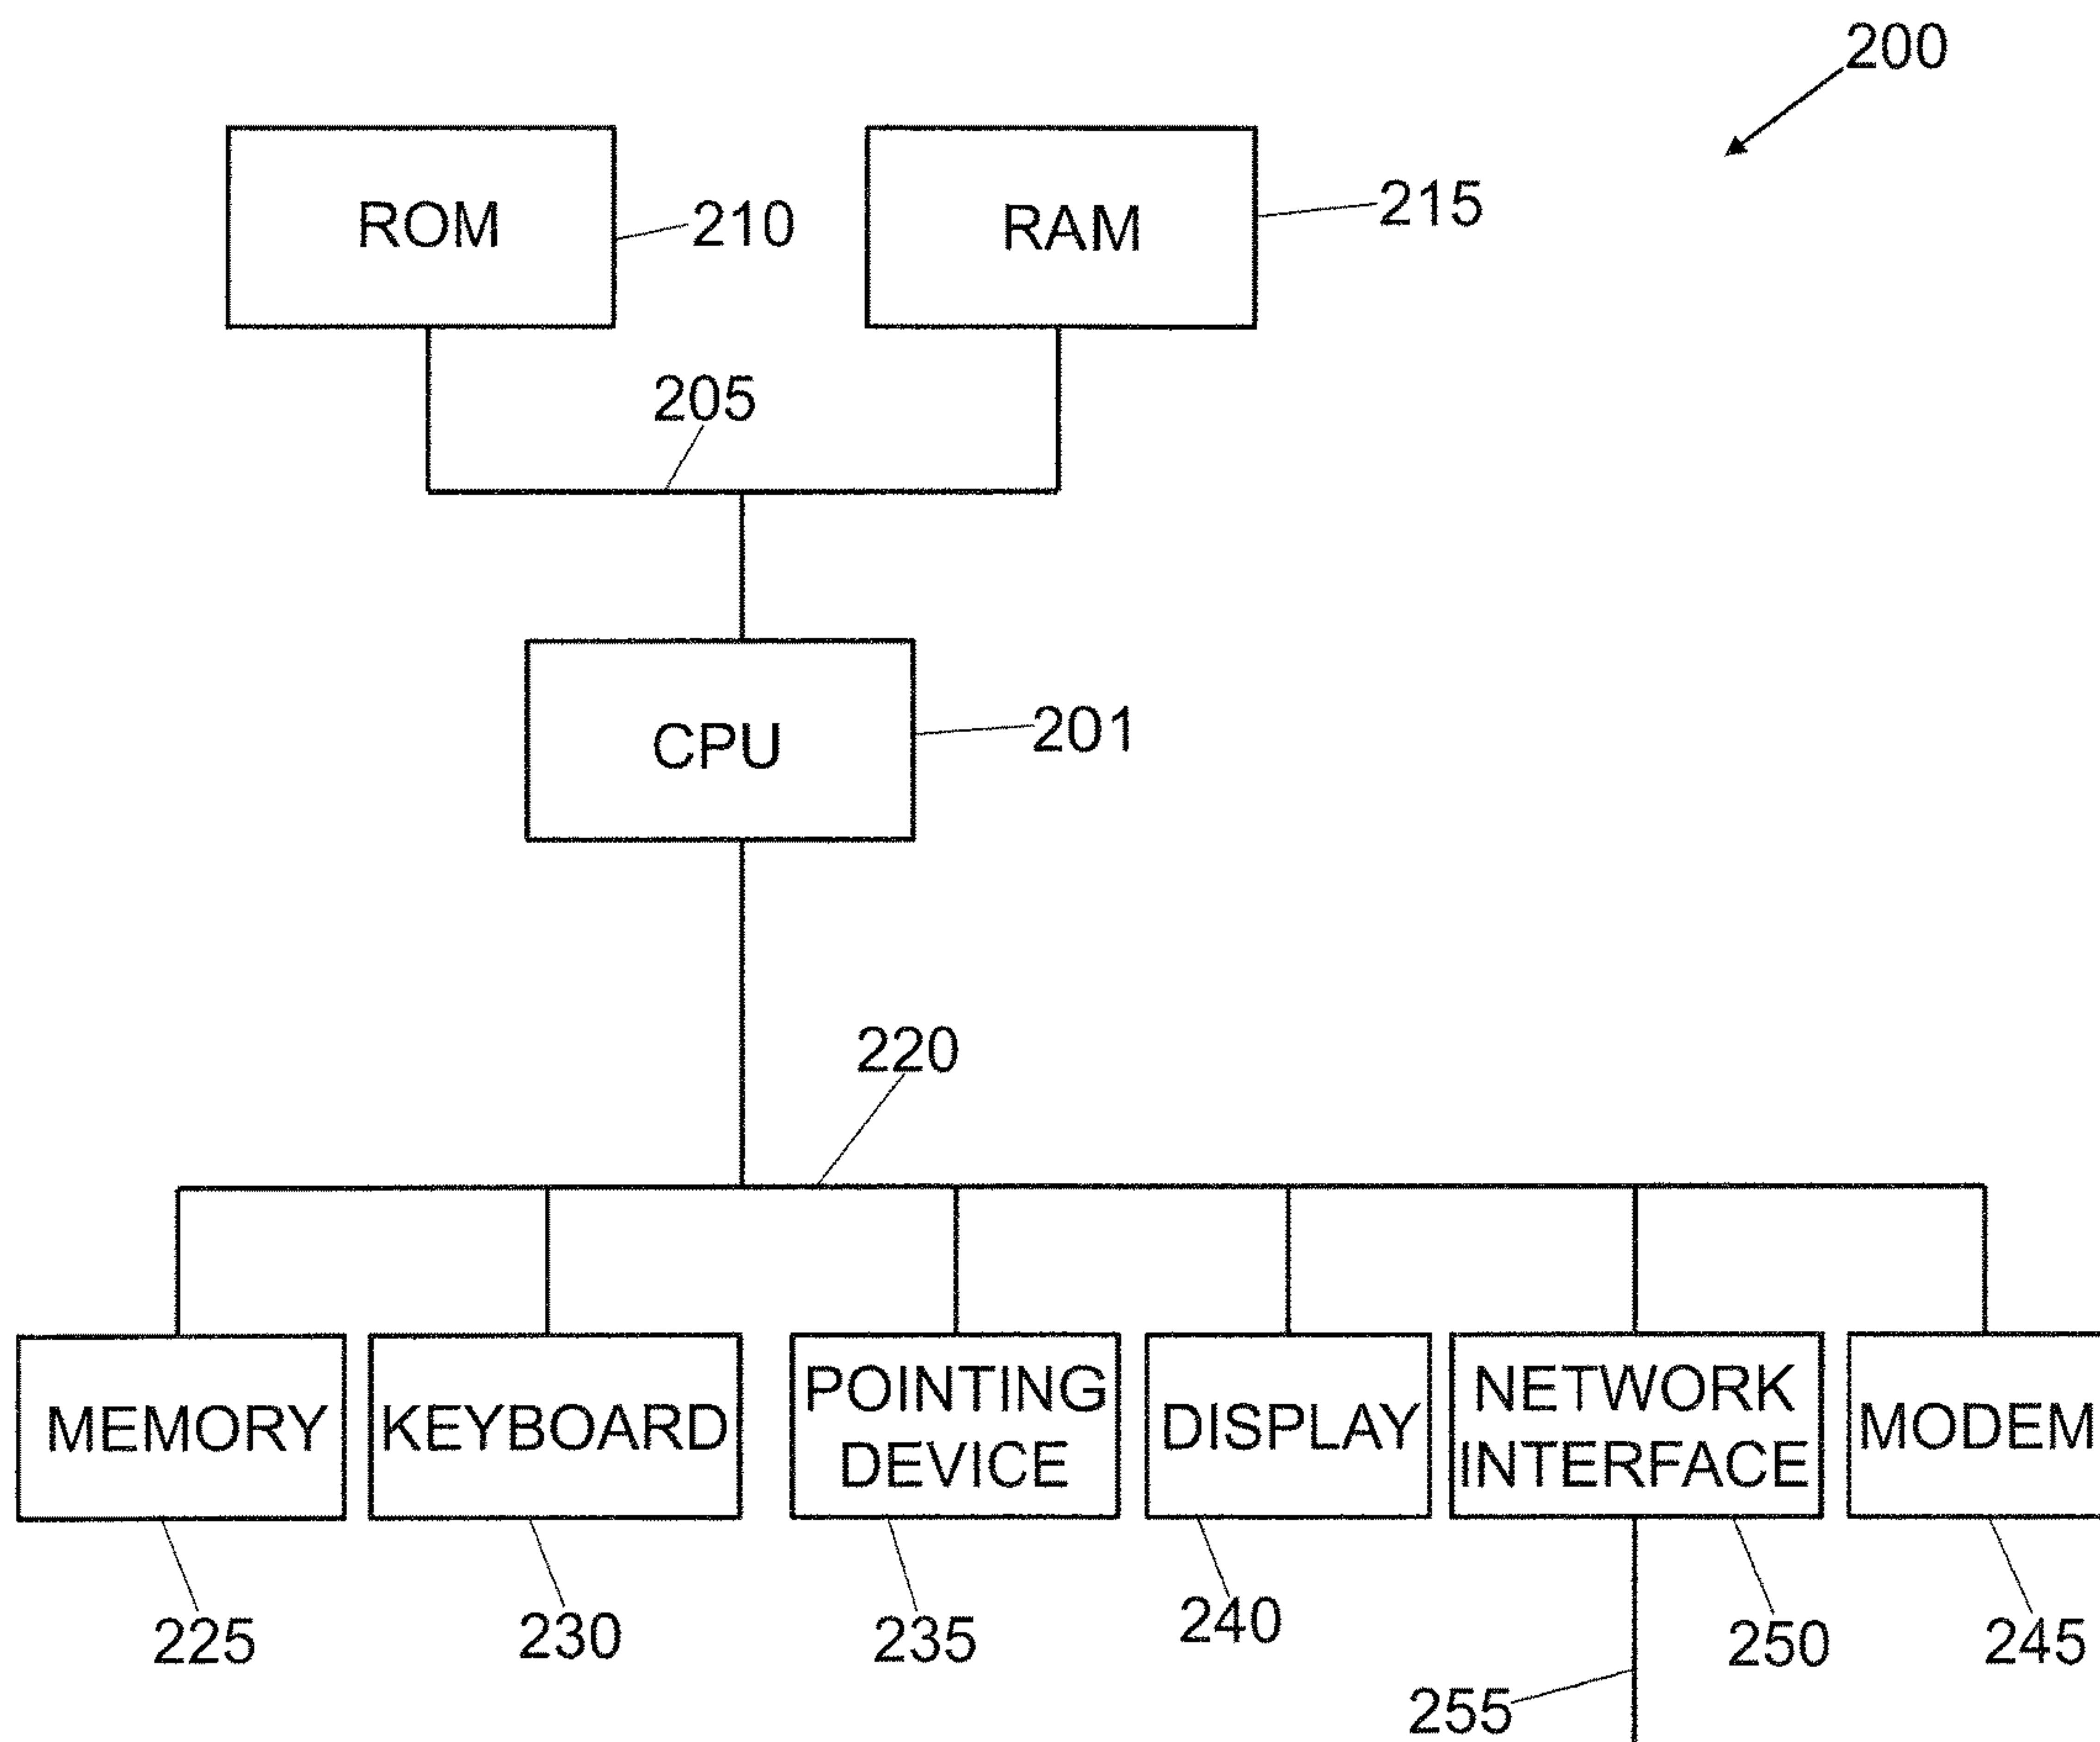 200
ROM
210
RAM
215
205
CPU
201
220
MEMORY
KEYBOARD
POINTING
DEVICE
DISPLAY
NETWORK
INTERFACE
MODEM
225
230
235
240
250
245
255